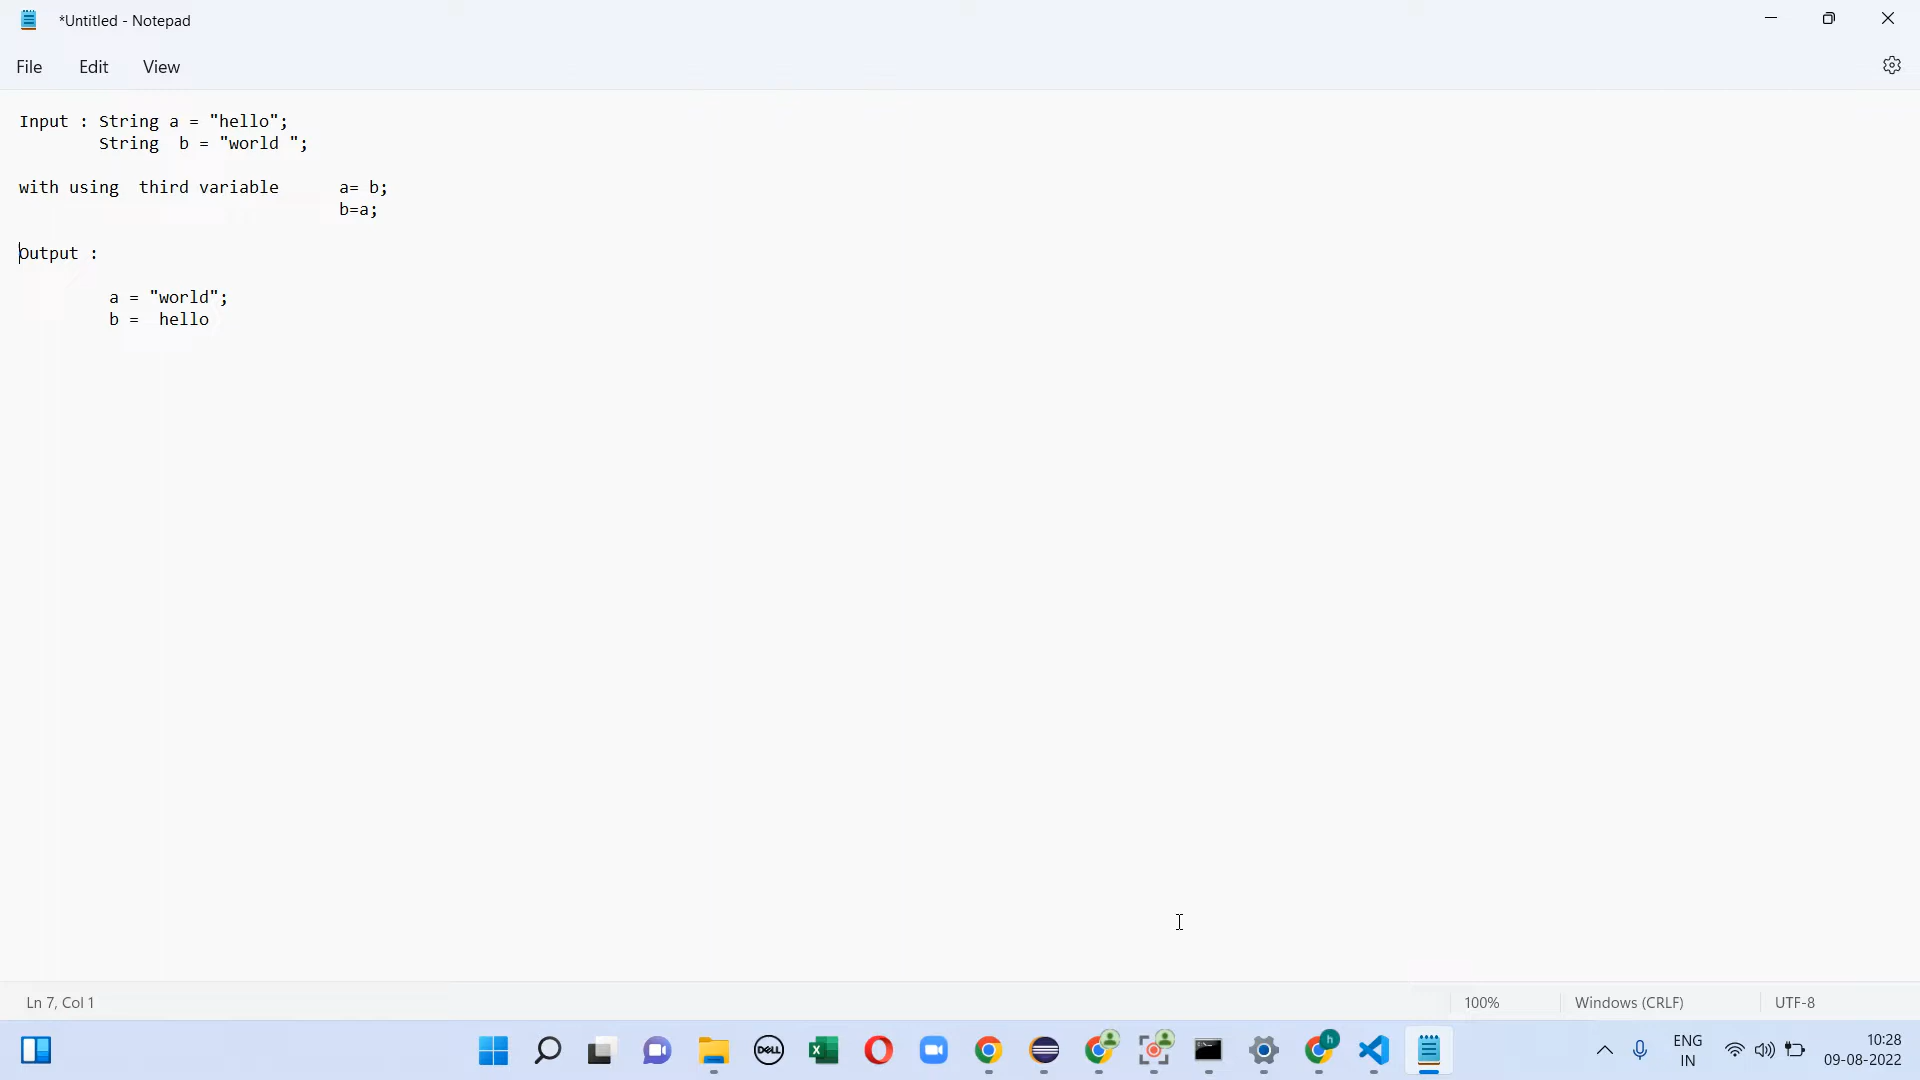 *Untitled - Notepad
File Edit View
Input : String a = "hello";
String  b = "world ";
with using  third variable      a= b;
b=a;
Output :
a = "world";
b =  hello
Ln 7, Col 1 100% Windows (CRLF) UTF-8
DELL
h
ENG
IN
10:28
09-08-2022